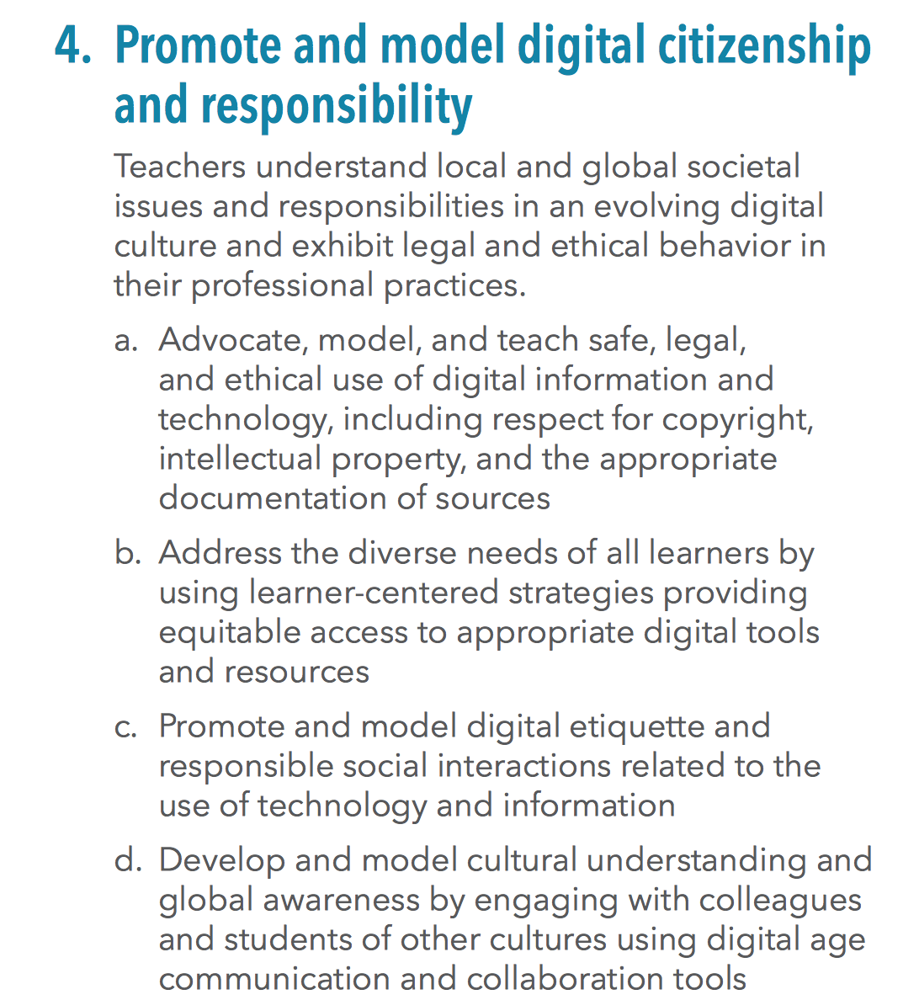 4. Promote and model digital citizenship
and responsibility
Teachers understand local and global societal
issues and responsibilities in an evolving digital
culture and exhibit legal and ethical behavior in
their professional practices.
a. Advocate, model, and teach safe, legal,
and ethical use of digital information and
technology, including respect for copyright,
intellectual property, and the appropriate
documentation of sources
b. Address the diverse needs of all learners by
using learner-centered strategies providing
equitable access to appropriate digital tools
and resources
c. Promote and model digital etiquette and
responsible social interactions related to the
use of technology and information
d. Develop and model cultural understanding and
global awareness by engaging with colleagues
and students of other cultures using digital age
communication and collaboration tools